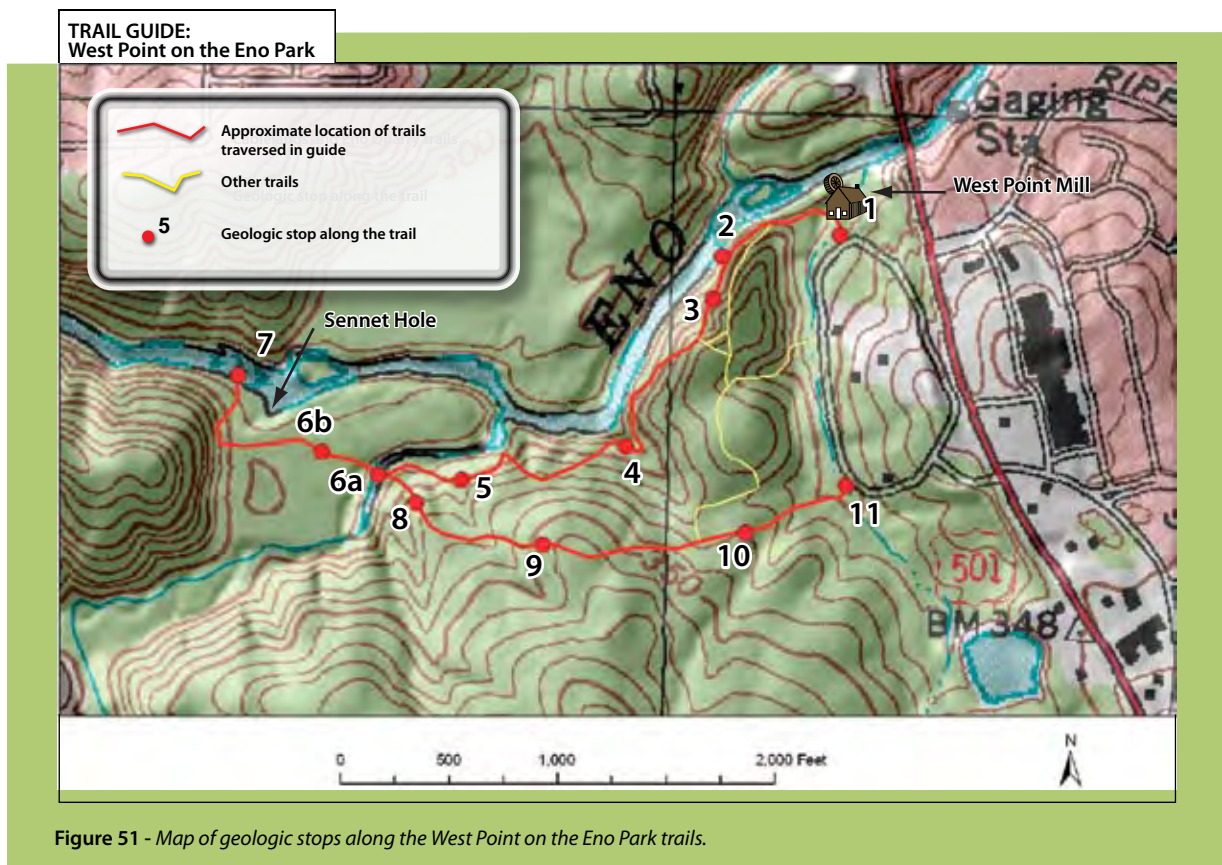 TRAIL GUIDE:
West Point on the Eno Park
Approximate location of trails
traversed in guide
Other trails
5
Geologic stop along the trail
Gaging
Sta
West Point Mill
1
2
3
ENO
Sennet Hole
7
6b
6a
5
4
8
9
10
11
350
501
BM 348
0 500 1,000 2,000 Feet
N
Figure 51 - Map of geologic stops along the West Point on the Eno Park trails.